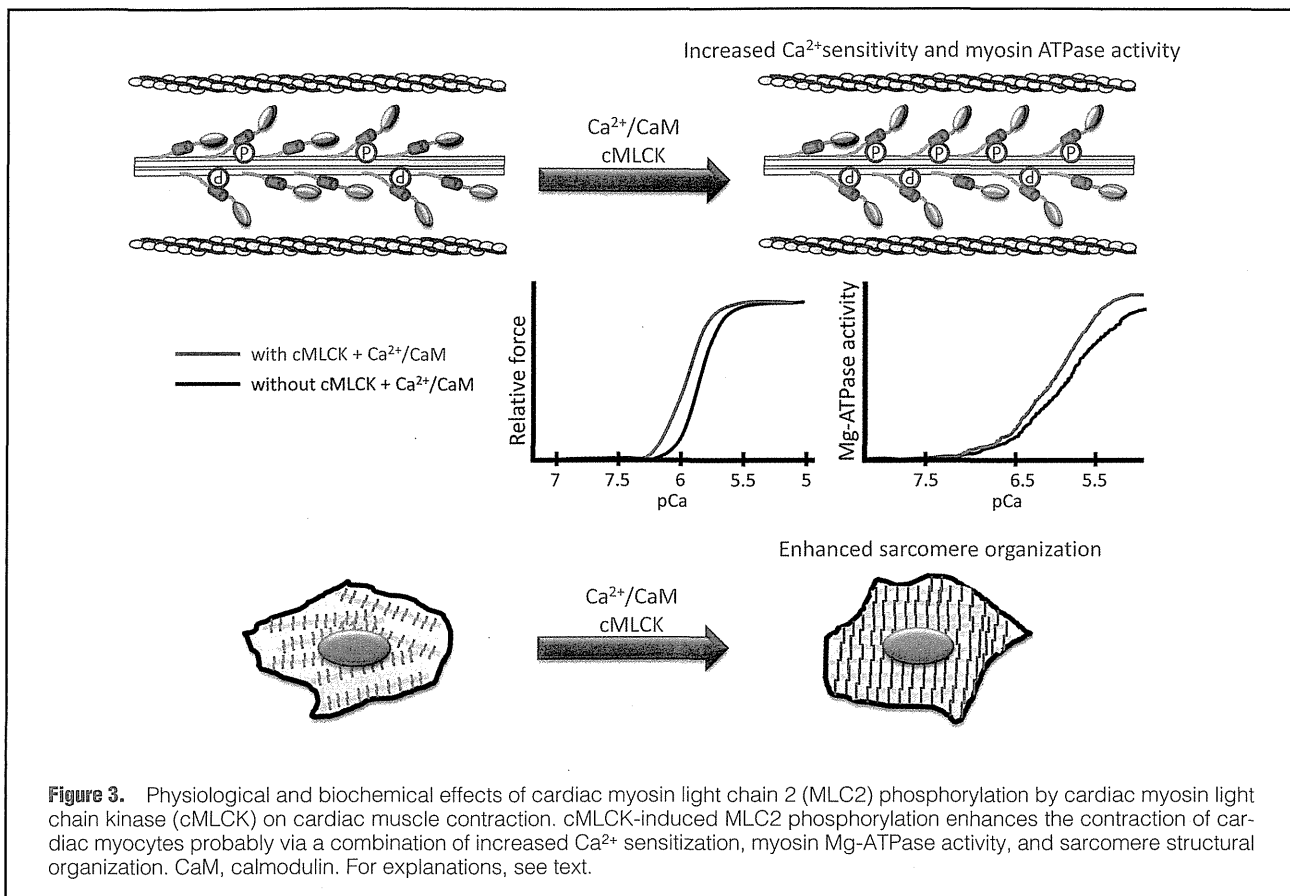 Increased Ca²⁺sensitivity and myosin ATPase activity
Ca²⁺/CaM
cMLCK
P P
P P
P P P P
P P P
with cMLCK + Ca²⁺/CaM
without cMLCK + Ca²⁺/CaM
Relative force
7 7.5 6 5.5 5
pCa
Mg-ATPase activity
7.5 6.5 5.5
pCa
Enhanced sarcomere organization
Ca²⁺/CaM
cMLCK
Figure 3. Physiological and biochemical effects of cardiac myosin light chain 2 (MLC2) phosphorylation by cardiac myosin light
chain kinase (cMLCK) on cardiac muscle contraction. cMLCK-induced MLC2 phosphorylation enhances the contraction of car-
diac myocytes probably via a combination of increased Ca²⁺ sensitization, myosin Mg-ATPase activity, and sarcomere structural
organization. CaM, calmodulin. For explanations, see text.